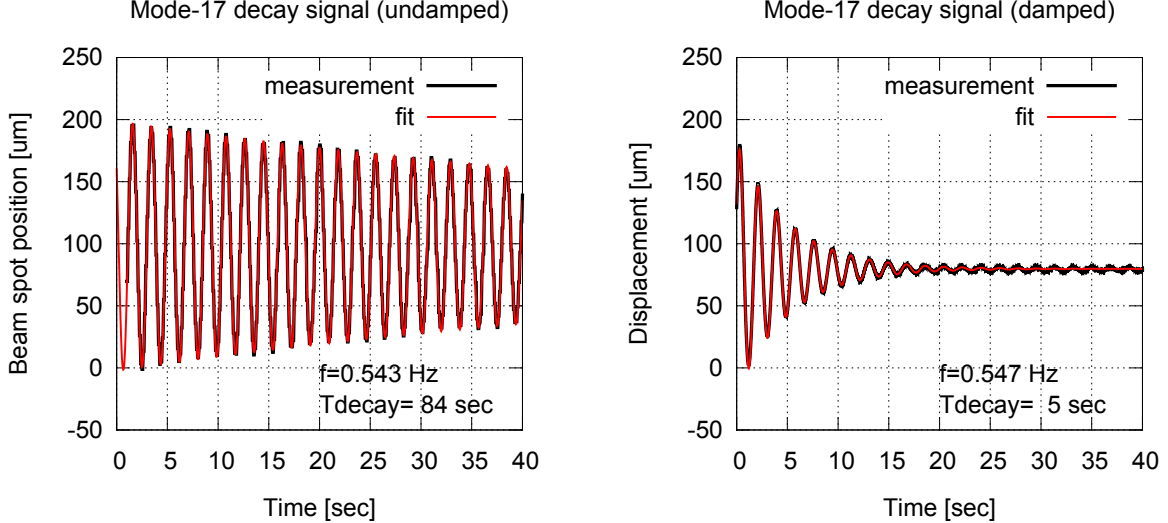 Mode-17 decay signal (undamped)
250
200
150
100
50
0
-50
Beam spot position [um]
measurement
fit
f=0.543 Hz
Tdecay= 84 sec
0 5 10 15 20 25 30 35 40
Time [sec]
Mode-17 decay signal (damped)
250
200
150
100
50
0
-50
Displacement [um]
measurement
fit
f=0.547 Hz
Tdecay=  5 sec
0 5 10 15 20 25 30 35 40
Time [sec]